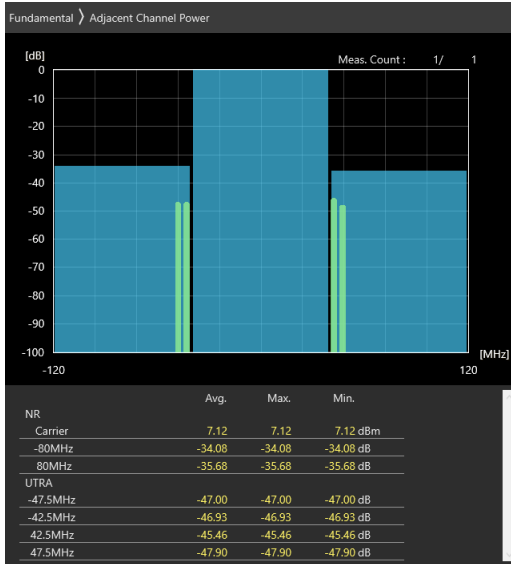 Fundamental 〉 Adjacent Channel Power
[dB]
Meas. Count : 1/ 1
0
-10
-20
-30
-40
-50
-60
-70
-80
-90
-100
[MHz]
-120 120
Avg. Max. Min.
NR
Carrier 7.12 7.12 7.12 dBm
-80MHz -34.08 -34.08 -34.08 dB
80MHz -35.68 -35.68 -35.68 dB
UTRA
-47.5MHz -47.00 -47.00 -47.00 dB
-42.5MHz -46.93 -46.93 -46.93 dB
42.5MHz -45.46 -45.46 -45.46 dB
47.5MHz -47.90 -47.90 -47.90 dB